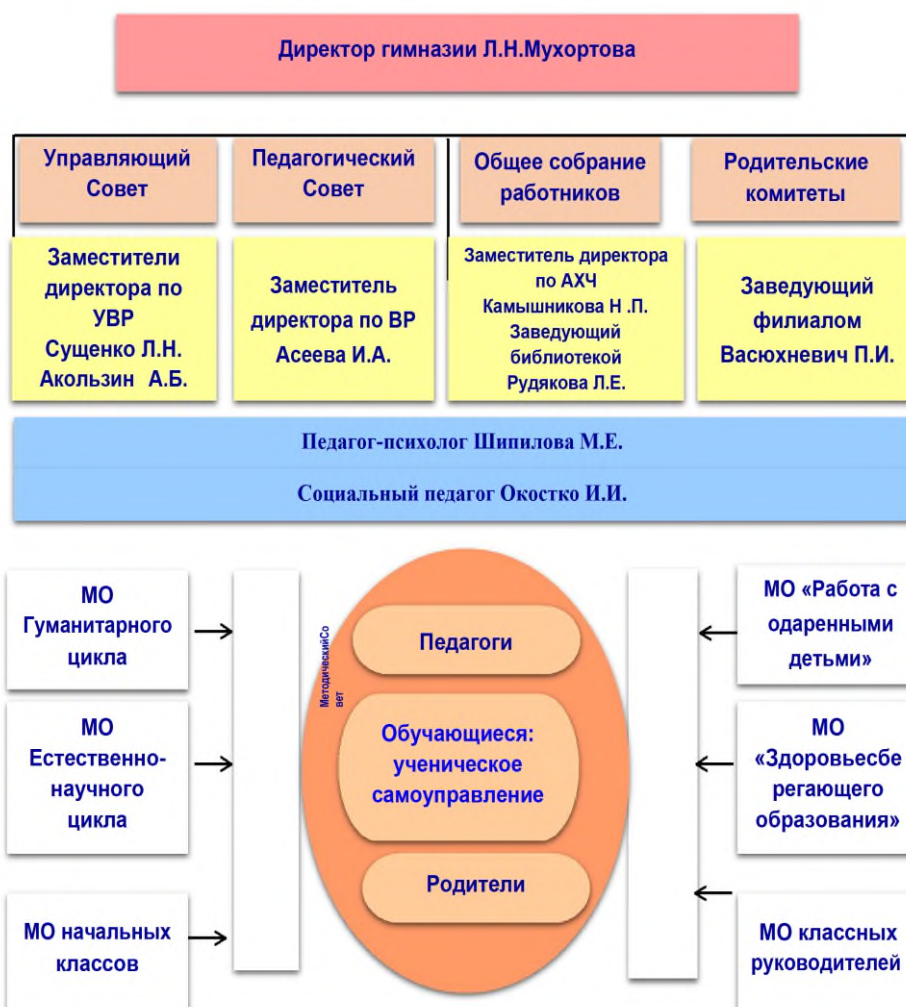 Директор гимназии Л.Н.Мухортова
Управляющий
Совет
Педагогический
Совет
Общее собрание
работников
Родительские
комитеты
Заместители
директора по
УВР
Сущенко Л.Н.
Акользин А.Б.
Заместитель
директора по ВР
Асеева И.А.
Заместитель директора
по АХЧ
Камышникова Н .П.
Заведующий
библиотекой
Рудякова Л.Е.
Заведующий
филиалом
Васюхневич П.И.
Педагог-психолог Шипилова М.Е.
Социальный педагог Окостко И.И.
МО
Гуманитарного
цикла
МО
Естественно-
научного
цикла
МО начальных
классов
МетодическийСо
вет
Педагоги
Обучающиеся:
ученическое
самоуправление
Родители
МО «Работа с
одаренными
детьми»
МО
«Здоровьесбе
регающего
образования»
МО классных
руководителей